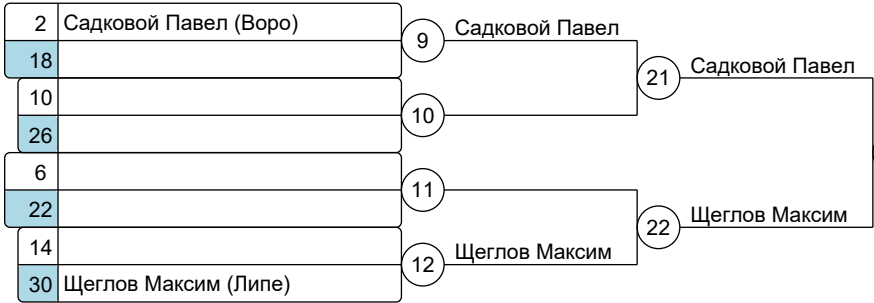 2 Садковой Павел (Воро)
9 Садковой Павел
18
21 Садковой Павел
10
10
26
6
11
22
22 Щеглов Максим
14
12 Щеглов Максим
30 Щеглов Максим (Липе)